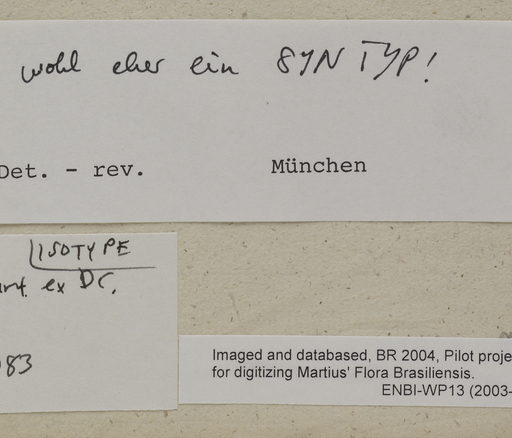 wohl eher ein SYNTYP!
Det. - rev. München
ISOTYPE
ex DC.
83
Imaged and databased, BR 2004, Pilot proje
for digitizing Martius' Flora Brasiliensis.
ENBI-WP13 (2003-